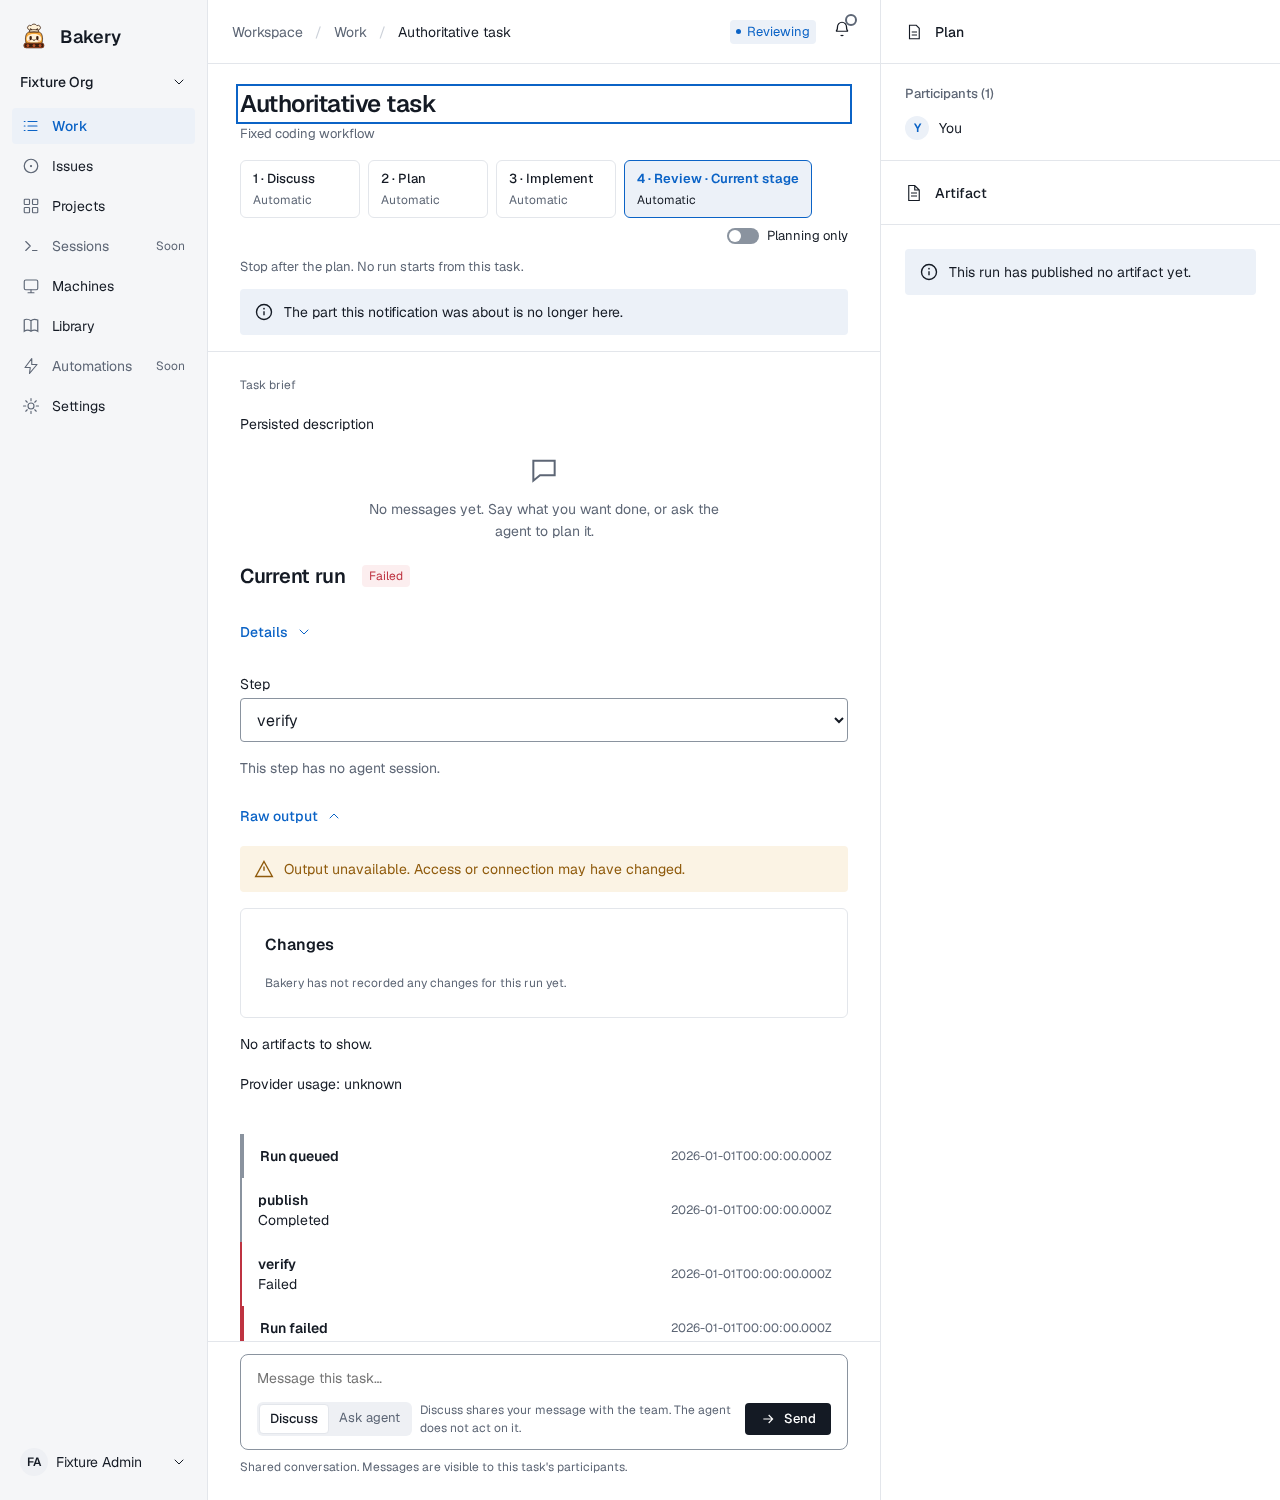 Bakery
Fixture Org
Work
Issues
Projects
Sessions Soon
Machines
Library
Automations Soon
Settings
FA Fixture Admin
Workspace / Work / Authoritative task
Reviewing
Authoritative task
Fixed coding workflow
1 · Discuss
Automatic
2 · Plan
Automatic
3 · Implement
Automatic
4 · Review · Current stage
Automatic
Planning only
Stop after the plan. No run starts from this task.
The part this notification was about is no longer here.
Task brief
Persisted description
No messages yet. Say what you want done, or ask the
agent to plan it.
Current run Failed
Details
Step
verify
This step has no agent session.
Raw output
Output unavailable. Access or connection may have changed.
Changes
Bakery has not recorded any changes for this run yet.
No artifacts to show.
Provider usage: unknown
Run queued 2026-01-01T00:00:00.000Z
publish
Completed
2026-01-01T00:00:00.000Z
verify
Failed
2026-01-01T00:00:00.000Z
Run failed 2026-01-01T00:00:00.000Z
Message this task...
Discuss Ask agent
Discuss shares your message with the team. The agent
does not act on it.
Send
Shared conversation. Messages are visible to this task's participants.
Plan
Participants (1)
Y You
Artifact
This run has published no artifact yet.